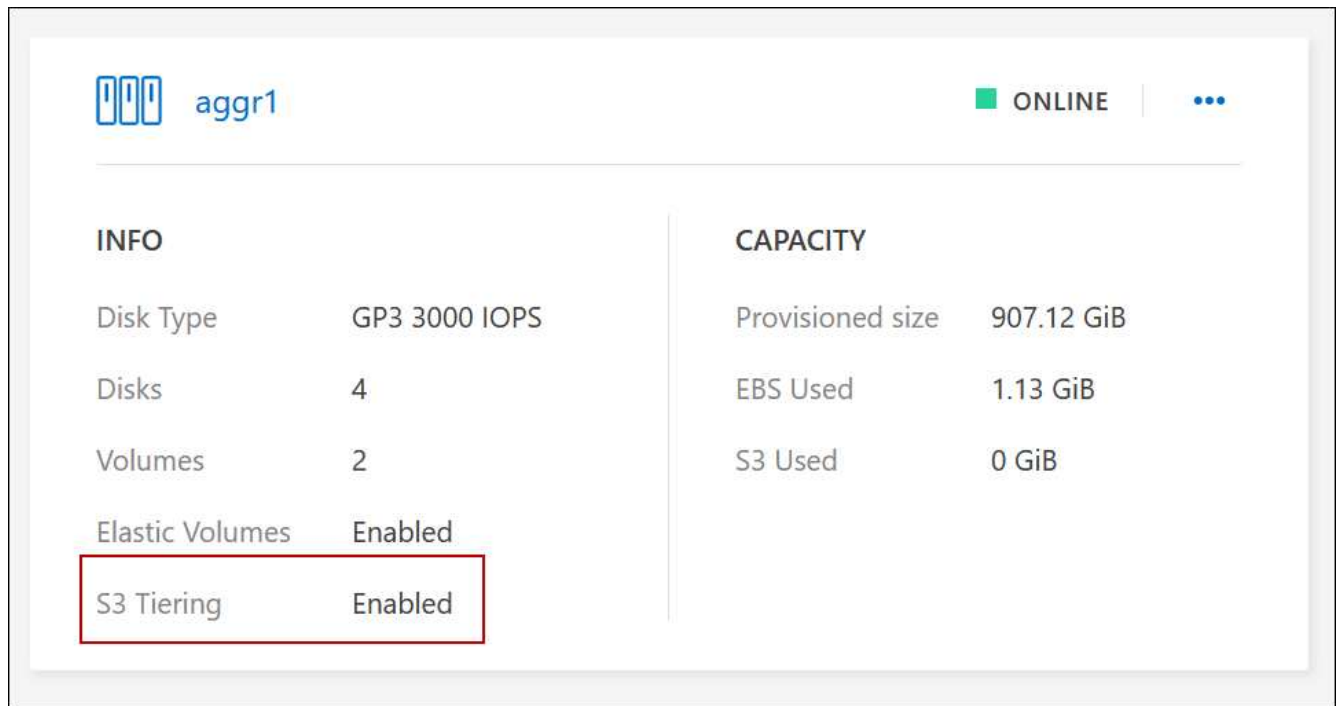 aggr1
ONLINE
INFO
Disk Type GP3 3000 IOPS
Disks 4
Volumes 2
Elastic Volumes Enabled
S3 Tiering Enabled
CAPACITY
Provisioned size 907.12 GiB
EBS Used 1.13 GiB
S3 Used 0 GiB